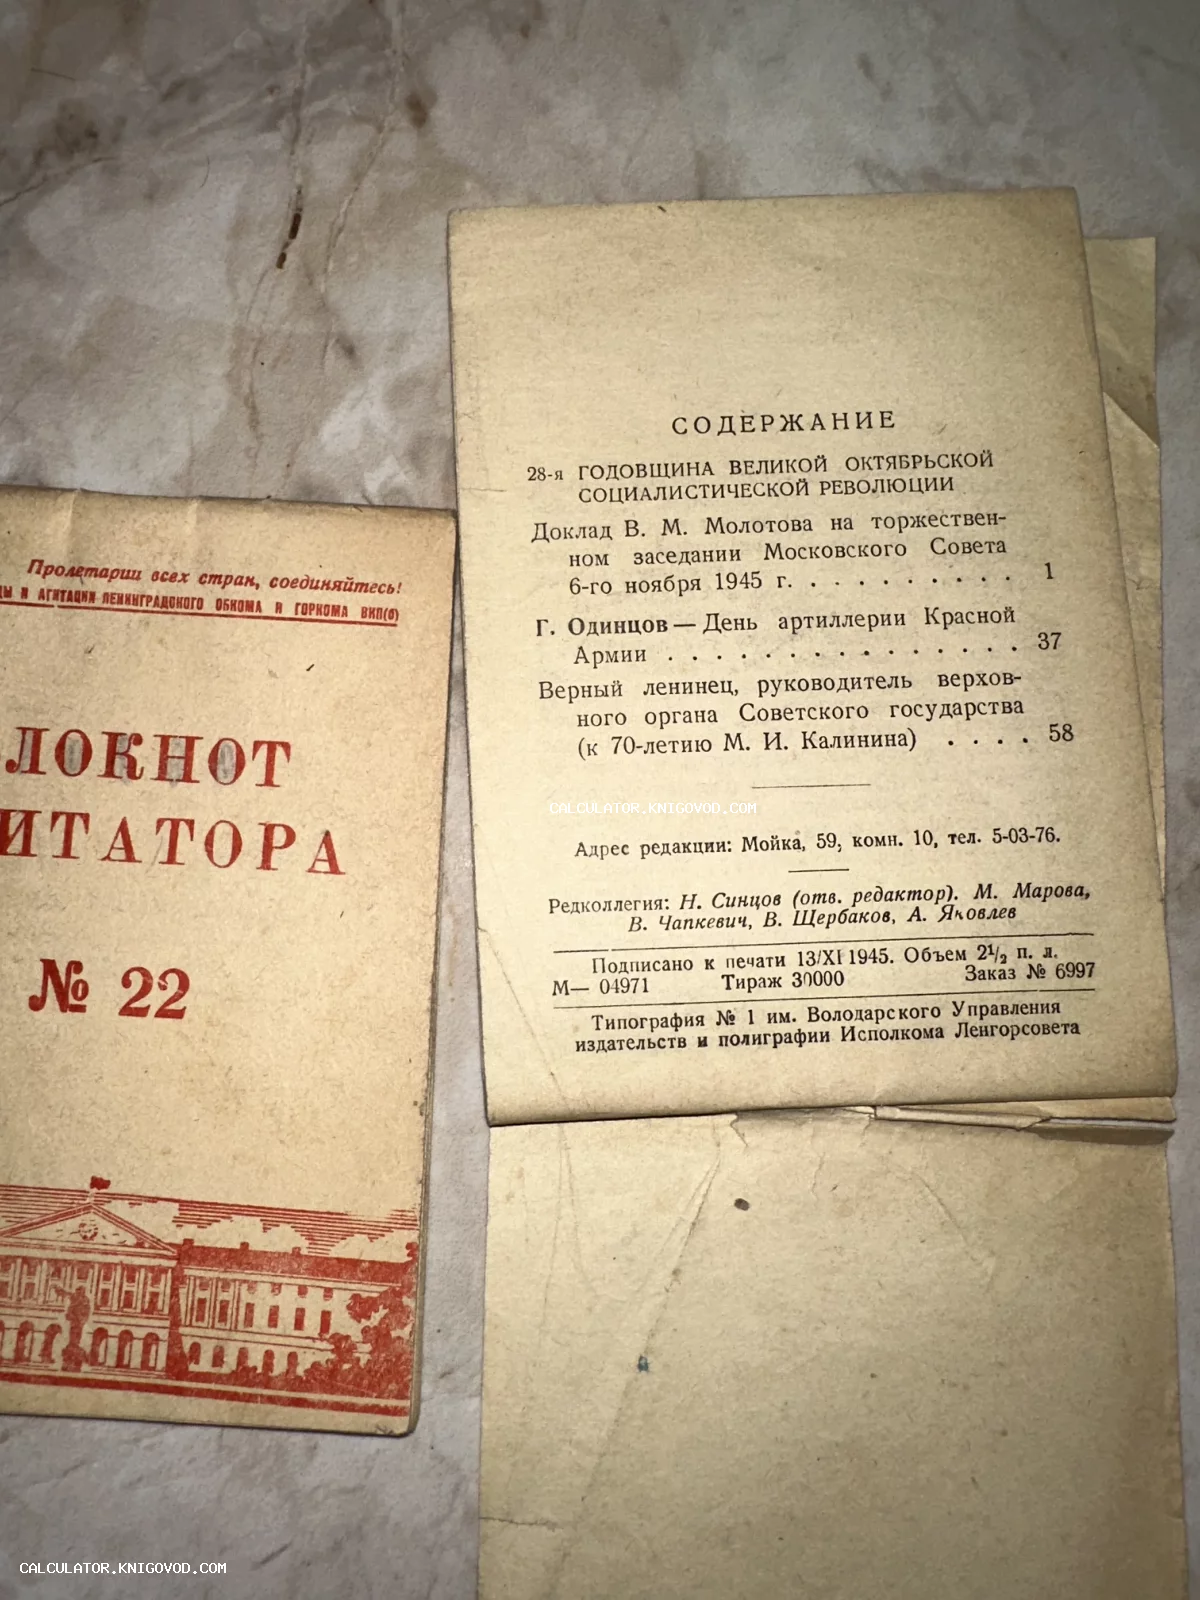 Пролетарии всех стран, соединяйтесь!
И АГИТАЦИИ ЛЕНИНГРАДСКОГО ОБКОМА И ГОРКОМА ВКП(б)
ЛОКНОТ
ИТАТОРА
№ 22
СОДЕРЖАНИЕ
28-я ГОДОВЩИНА ВЕЛИКОЙ ОКТЯБРЬСКОЙ
СОЦИАЛИСТИЧЕСКОЙ РЕВОЛЮЦИИ
Доклад В. М. Молотова на торжествен-
ном заседании Московского Совета
6-го ноября 1945 г. . . . . . . . . . . 1
Г. Одинцов — День артиллерии Красной
Армии . . . . . . . . . . . . . . . 37
Верный ленинец, руководитель верхов-
ного органа Советского государства
(к 70-летию М. И. Калинина) . . . . 58
CALCULATOR.KNIGOVOD.COM
Адрес редакции: Мойка, 59, комн. 10, тел. 5-03-76.
Редколлегия: Н. Синцов (отв. редактор). М. Марова,
В. Чапкевич, В. Щербаков, А. Яковлев
Подписано к печати 13/XI 1945. Объем 2½ п. л.
М— 04971 Тираж 30000 Заказ № 6997
Типография № 1 им. Володарского Управления
издательств и полиграфии Исполкома Ленгорсовета
CALCULATOR.KNIGOVOD.COM